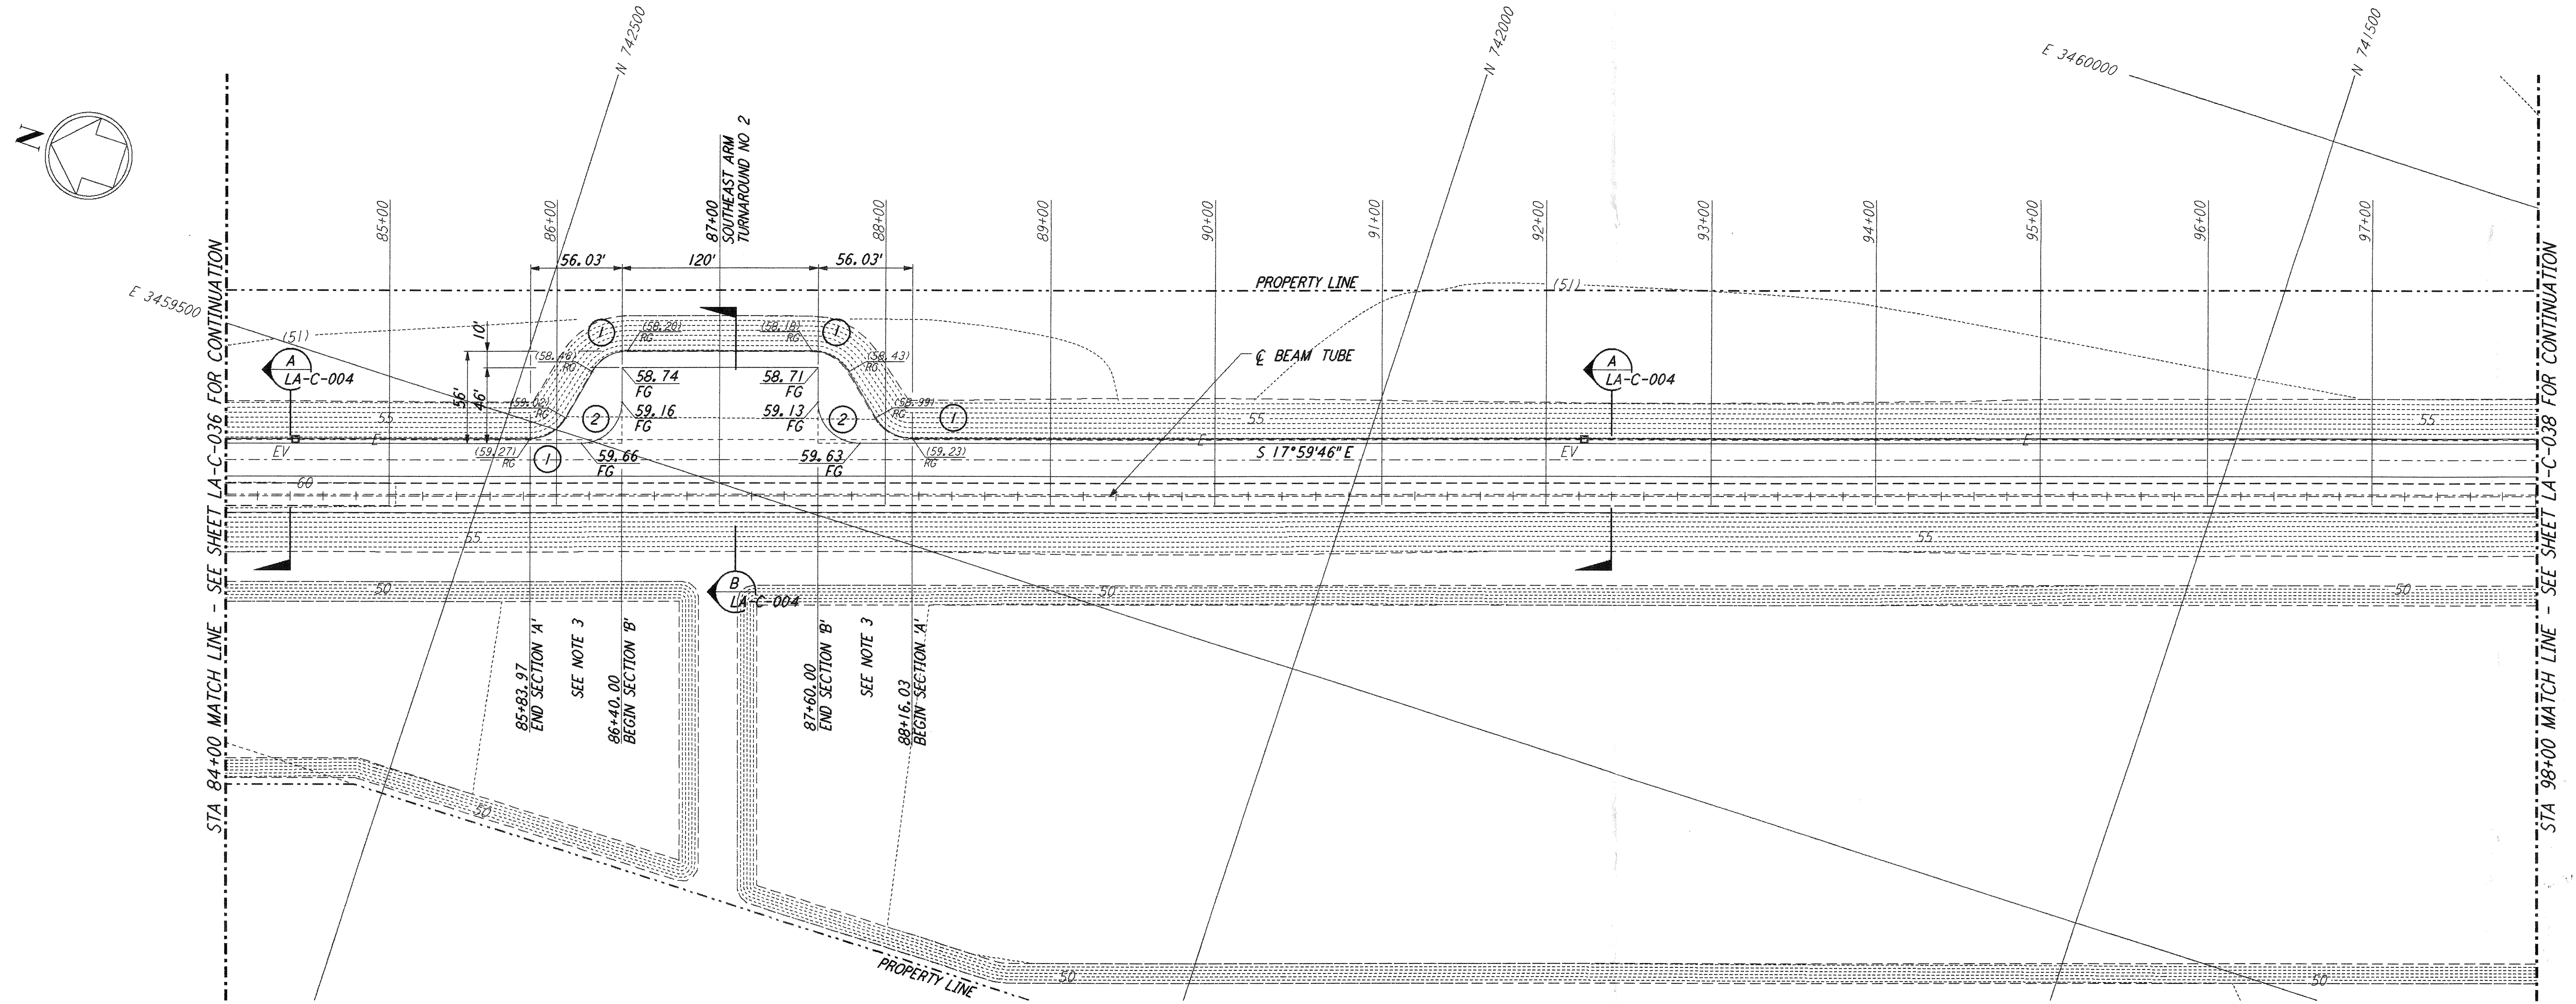 N
N 742500
N 742000
N 741500
E 3460000
E 3459500
STA 84+00 MATCH LINE - SEE SHEET LA-C-036 FOR CONTINUATION
STA 98+00 MATCH LINE - SEE SHEET LA-C-038 FOR CONTINUATION
85+00
86+00
87+00
SOUTHEAST ARM
TURNAROUND NO 2
88+00
89+00
90+00
91+00
92+00
93+00
94+00
95+00
96+00
97+00
56.03'
120'
56.03'
PROPERTY LINE
(51)
(51)
10'
56'
46'
A
LA-C-004
A
LA-C-004
1
1
(58.20)
RG
(58.18)
RG
(58.48)
RG
(58.43)
RG
℄ BEAM TUBE
58.74
FG
58.71
FG
(59.02)
RG
(58.99)
RG
59.16
FG
59.13
FG
2
2
1
55
55
55
E
E
E
EV
EV
(59.27)
RG
1
59.66
FG
59.63
FG
(59.23)
RG
S 17°59'46" E
60
55
55
B
LA-C-004
50
50
50
85+83.97
END SECTION 'A'
SEE NOTE 3
86+40.00
BEGIN SECTION 'B'
87+60.00
END SECTION 'B'
SEE NOTE 3
88+16.03
BEGIN SECTION 'A'
50
PROPERTY LINE
50
50